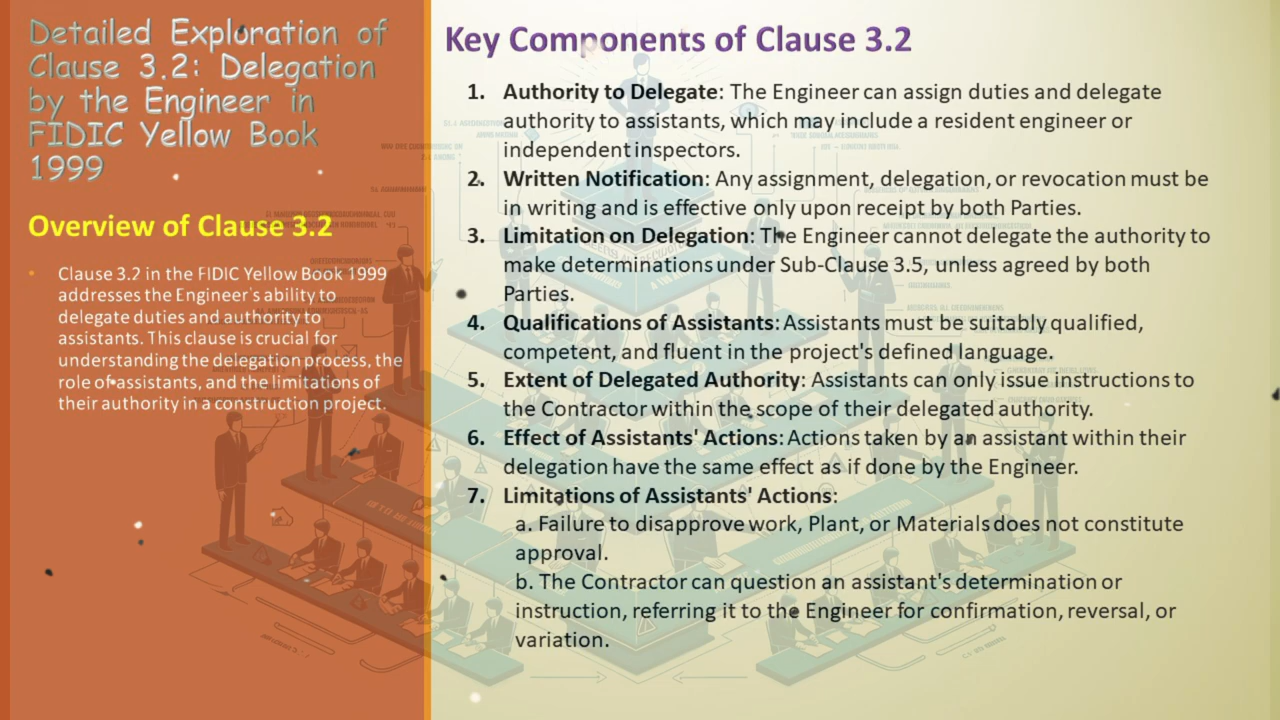 Detailed Exploration of
Clause 3.2: Delegation
by the Engineer in
FIDIC Yellow Book
1999
Overview of Clause 3.2
• Clause 3.2 in the FIDIC Yellow Book 1999
addresses the Engineer's ability to
delegate duties and authority to
assistants. This clause is crucial for
understanding the delegation process, the
role of assistants, and the limitations of
their authority in a construction project.
Key Components of Clause 3.2
1. Authority to Delegate: The Engineer can assign duties and delegate
authority to assistants, which may include a resident engineer or
independent inspectors.
2. Written Notification: Any assignment, delegation, or revocation must be
in writing and is effective only upon receipt by both Parties.
3. Limitation on Delegation: The Engineer cannot delegate the authority to
make determinations under Sub-Clause 3.5, unless agreed by both
Parties.
4. Qualifications of Assistants: Assistants must be suitably qualified,
competent, and fluent in the project's defined language.
5. Extent of Delegated Authority: Assistants can only issue instructions to
the Contractor within the scope of their delegated authority.
6. Effect of Assistants' Actions: Actions taken by an assistant within their
delegation have the same effect as if done by the Engineer.
7. Limitations of Assistants' Actions:
a. Failure to disapprove work, Plant, or Materials does not constitute
approval.
b. The Contractor can question an assistant's determination or
instruction, referring it to the Engineer for confirmation, reversal, or
variation.